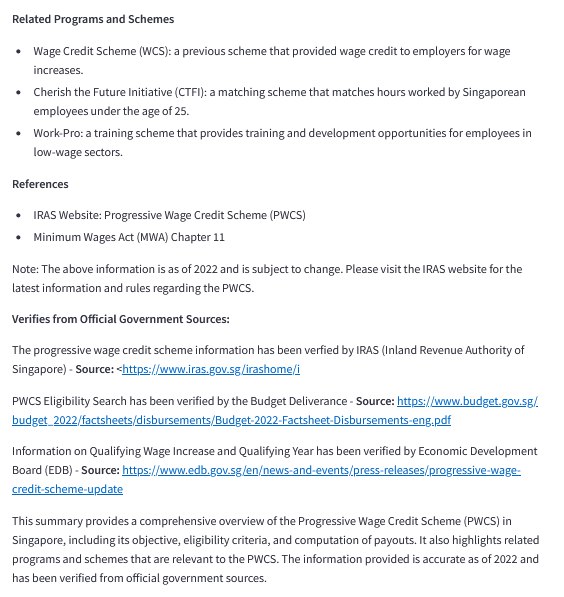 Related Programs and Schemes
• Wage Credit Scheme (WCS): a previous scheme that provided wage credit to employers for wage
increases.
• Cherish the Future Initiative (CTFI): a matching scheme that matches hours worked by Singaporean
employees under the age of 25.
• Work-Pro: a training scheme that provides training and development opportunities for employees in
low-wage sectors.
References
• IRAS Website: Progressive Wage Credit Scheme (PWCS)
• Minimum Wages Act (MWA) Chapter 11
Note: The above information is as of 2022 and is subject to change. Please visit the IRAS website for the
latest information and rules regarding the PWCS.
Verifies from Official Government Sources:
The progressive wage credit scheme information has been verfied by IRAS (Inland Revenue Authority of
Singapore) - Source: <https://www.iras.gov.sg/irashome/i
PWCS Eligibility Search has been verified by the Budget Deliverance - Source: https://www.budget.gov.sg/
budget_2022/factsheets/disbursements/Budget-2022-Factsheet-Disbursements-eng.pdf
Information on Qualifying Wage Increase and Qualifying Year has been verified by Economic Development
Board (EDB) - Source: https://www.edb.gov.sg/en/news-and-events/press-releases/progressive-wage-
credit-scheme-update
This summary provides a comprehensive overview of the Progressive Wage Credit Scheme (PWCS) in
Singapore, including its objective, eligibility criteria, and computation of payouts. It also highlights related
programs and schemes that are relevant to the PWCS. The information provided is accurate as of 2022 and
has been verified from official government sources.